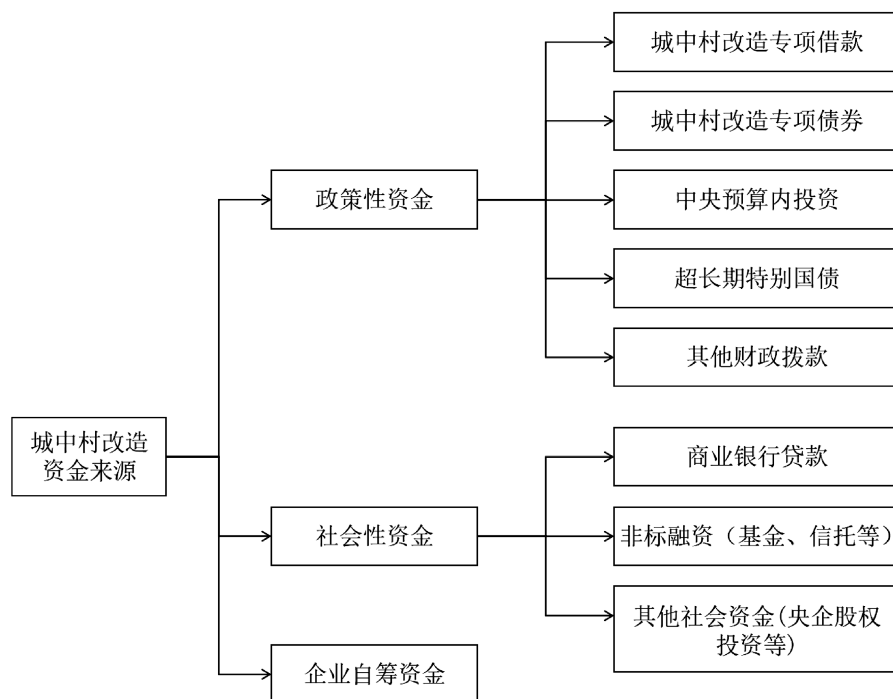 城中村改造专项借款
城中村改造专项债券
政策性资金
中央预算内投资
超长期特别国债
其他财政拨款
城中村改造
资金来源
商业银行贷款
社会性资金
非标融资（基金、信托等）
其他社会资金(央企股权
投资等)
企业自筹资金